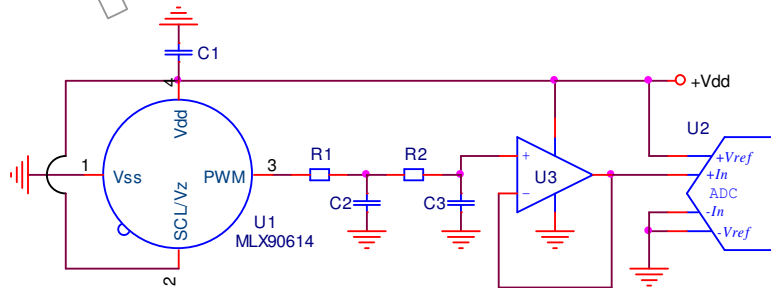 C1
+Vdd
4
Vdd
U2
1
Vss
PWM
3
R1
R2
+
U3
-
+Vref
+In
ADC
-In
-Vref
SCL/Vz
C2
C3
U1
MLX90614
2